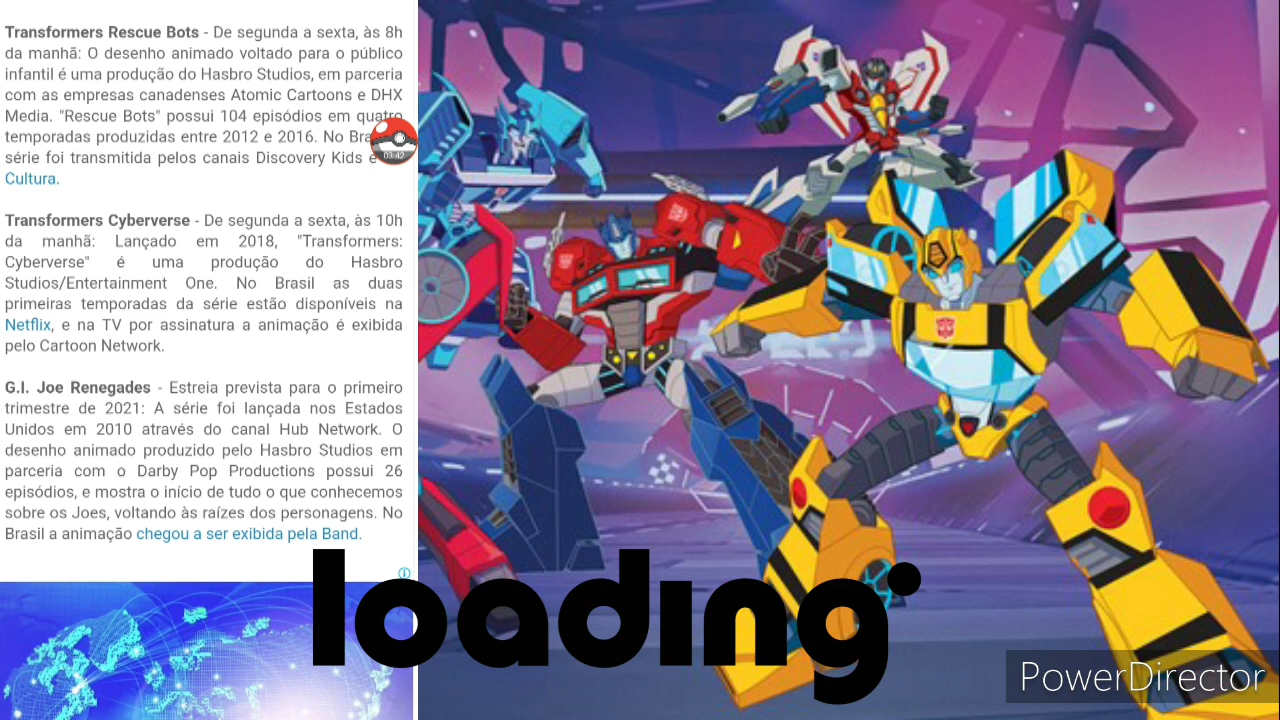 Transformers Rescue Bots - De segunda a sexta, às 8h
da manhã: O desenho animado voltado para o público
infantil é uma produção do Hasbro Studios, em parceria
com as empresas canadenses Atomic Cartoons e DHX
Media. "Rescue Bots" possui 104 episódios em quatro
temporadas produzidas entre 2012 e 2016. No
série foi transmitida pelos canais Discovery Kids e
03:42
Cultura.
Transformers Cyberverse - De segunda a sexta, às 10h
da manhã: Lançado em 2018, "Transformers:
Cyberverse" é uma produção do Hasbro
Studios/Entertainment One. No Brasil as duas
primeiras temporadas da série estão disponíveis na
Netflix, e na TV por assinatura a animação é exibida
pelo Cartoon Network.
G.I. Joe Renegades - Estreia prevista para o primeiro
trimestre de 2021: A série foi lançada nos Estados
Unidos em 2010 através do canal Hub Network. O
desenho animado produzido pelo Hasbro Studios em
parceria com o Darby Pop Productions possui 26
episódios, e mostra o início de tudo o que conhecemos
sobre os Joes, voltando às raízes dos personagens. No
Brasil a animação chegou a ser exibida pela Band.
loading
PowerDirector